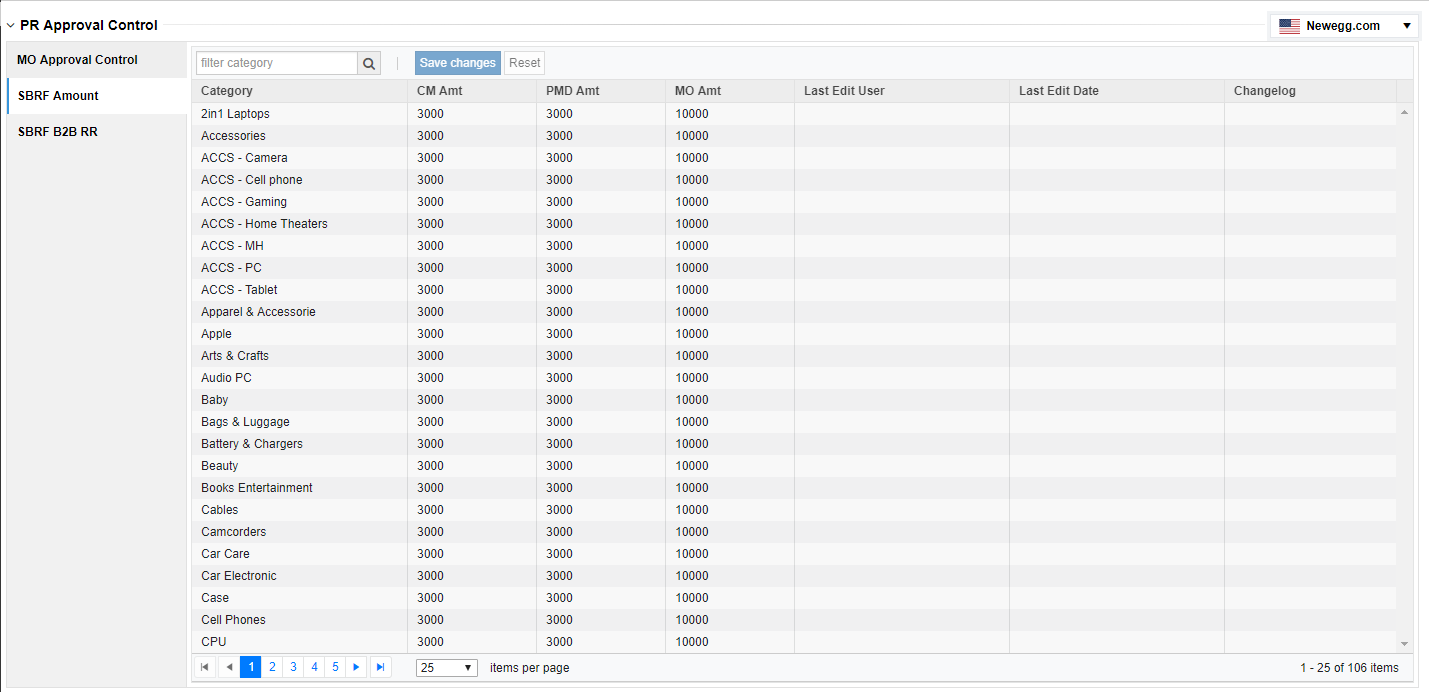 PR Approval Control
Newegg.com
MO Approval Control
SBRF Amount
SBRF B2B RR
filter category
Save changes Reset
Category CM Amt PMD Amt MO Amt Last Edit User Last Edit Date Changelog
2in1 Laptops 3000 3000 10000
Accessories 3000 3000 10000
ACCS - Camera 3000 3000 10000
ACCS - Cell phone 3000 3000 10000
ACCS - Gaming 3000 3000 10000
ACCS - Home Theaters 3000 3000 10000
ACCS - MH 3000 3000 10000
ACCS - PC 3000 3000 10000
ACCS - Tablet 3000 3000 10000
Apparel & Accessorie 3000 3000 10000
Apple 3000 3000 10000
Arts & Crafts 3000 3000 10000
Audio PC 3000 3000 10000
Baby 3000 3000 10000
Bags & Luggage 3000 3000 10000
Battery & Chargers 3000 3000 10000
Beauty 3000 3000 10000
Books Entertainment 3000 3000 10000
Cables 3000 3000 10000
Camcorders 3000 3000 10000
Car Care 3000 3000 10000
Car Electronic 3000 3000 10000
Case 3000 3000 10000
Cell Phones 3000 3000 10000
CPU 3000 3000 10000
1 2 3 4 5 25 items per page 1 - 25 of 106 items